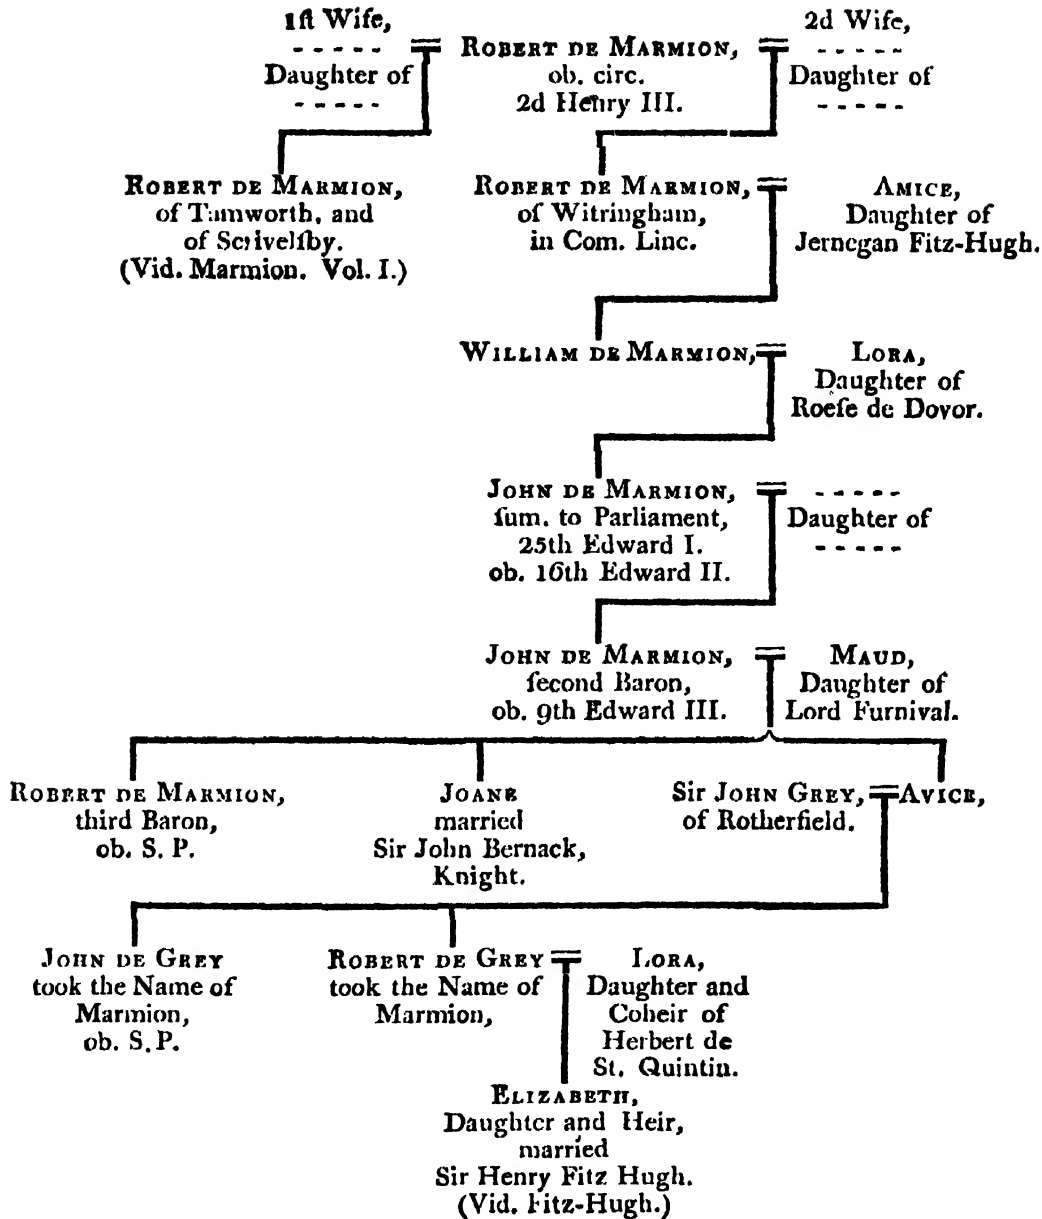 1ſt Wife,
- - - - -
Daughter of
- - - - -
ROBERT DE MARMION,
ob. circ.
2d Henry III.
2d Wife,
- - - - -
Daughter of
- - - - -
ROBERT DE MARMION,
of Tamworth, and
of Scrivelſby.
(Vid. Marmion. Vol. I.)
ROBERT DE MARMION,
of Witringham,
in Com. Linc.
AMICE,
Daughter of
Jernegan Fitz-Hugh.
WILLIAM DE MARMION,
LORA,
Daughter of
Roeſe de Dovor.
JOHN DE MARMION,
ſum. to Parliament,
25th Edward I.
ob. 16th Edward II.
- - - - -
Daughter of
- - - - -
JOHN DE MARMION,
ſecond Baron,
ob. 9th Edward III.
MAUD,
Daughter of
Lord Furnival.
ROBERT DE MARMION,
third Baron,
ob. S. P.
JOANE
married
Sir John Bernack,
Knight.
Sir JOHN GREY,
of Rotherfield.
AVICE,
JOHN DE GREY
took the Name of
Marmion,
ob. S. P.
ROBERT DE GREY
took the Name of
Marmion,
LORA,
Daughter and
Coheir of
Herbert de
St. Quintin.
ELIZABETH,
Daughter and Heir,
married
Sir Henry Fitz Hugh.
(Vid. Fitz-Hugh.)